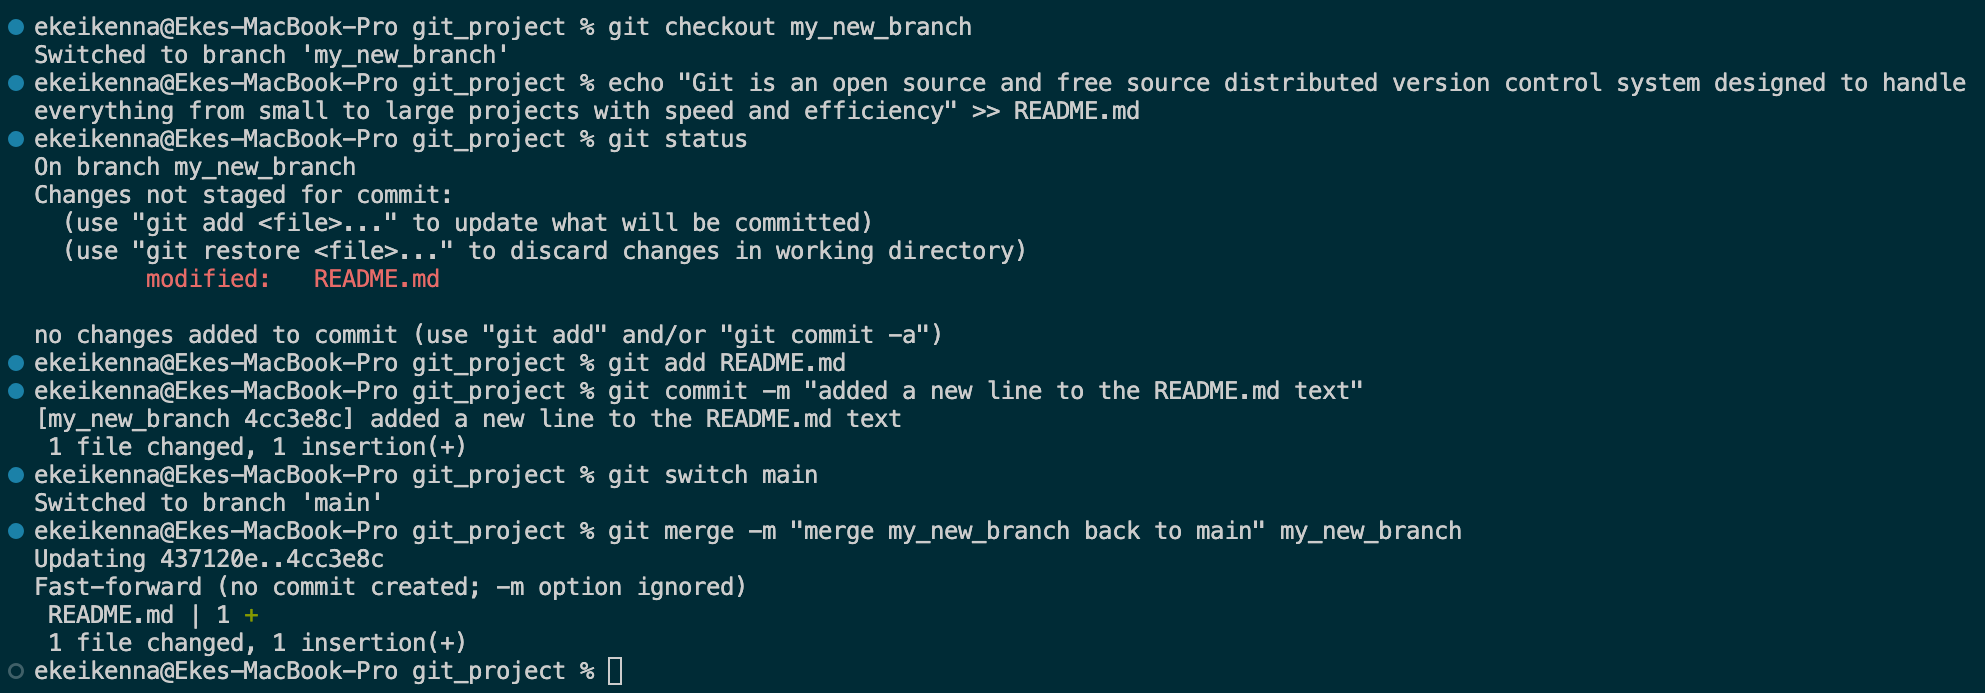 ekeikenna@Ekes-MacBook-Pro git_project % git checkout my_new_branch
Switched to branch 'my_new_branch'
ekeikenna@Ekes-MacBook-Pro git_project % echo "Git is an open source and free source distributed version control system designed to handle
everything from small to large projects with speed and efficiency" >> README.md
ekeikenna@Ekes-MacBook-Pro git_project % git status
On branch my_new_branch
Changes not staged for commit:
  (use "git add <file>..." to update what will be committed)
  (use "git restore <file>..." to discard changes in working directory)
        modified:   README.md

no changes added to commit (use "git add" and/or "git commit -a")
ekeikenna@Ekes-MacBook-Pro git_project % git add README.md
ekeikenna@Ekes-MacBook-Pro git_project % git commit -m "added a new line to the README.md text"
[my_new_branch 4cc3e8c] added a new line to the README.md text
 1 file changed, 1 insertion(+)
ekeikenna@Ekes-MacBook-Pro git_project % git switch main
Switched to branch 'main'
ekeikenna@Ekes-MacBook-Pro git_project % git merge -m "merge my_new_branch back to main" my_new_branch
Updating 437120e..4cc3e8c
Fast-forward (no commit created; -m option ignored)
 README.md | 1 +
 1 file changed, 1 insertion(+)
ekeikenna@Ekes-MacBook-Pro git_project %